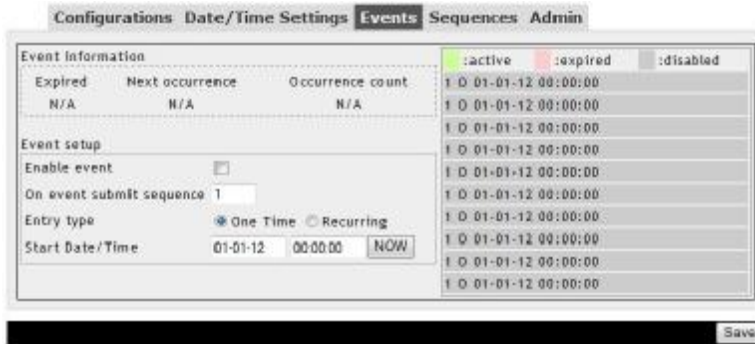 Configurations Date/Time Settings Events Sequences Admin
Event information
Expired Next occurrence Occurrence count
N/A N/A N/A
Event setup
Enable event
On event submit sequence 1
Entry type One Time Recurring
Start Date/Time 01-01-12 00:00:00 NOW
:active :expired :disabled
1 O 01-01-12 00:00:00
1 O 01-01-12 00:00:00
1 O 01-01-12 00:00:00
1 O 01-01-12 00:00:00
1 O 01-01-12 00:00:00
1 O 01-01-12 00:00:00
1 O 01-01-12 00:00:00
1 O 01-01-12 00:00:00
1 O 01-01-12 00:00:00
1 O 01-01-12 00:00:00
Save